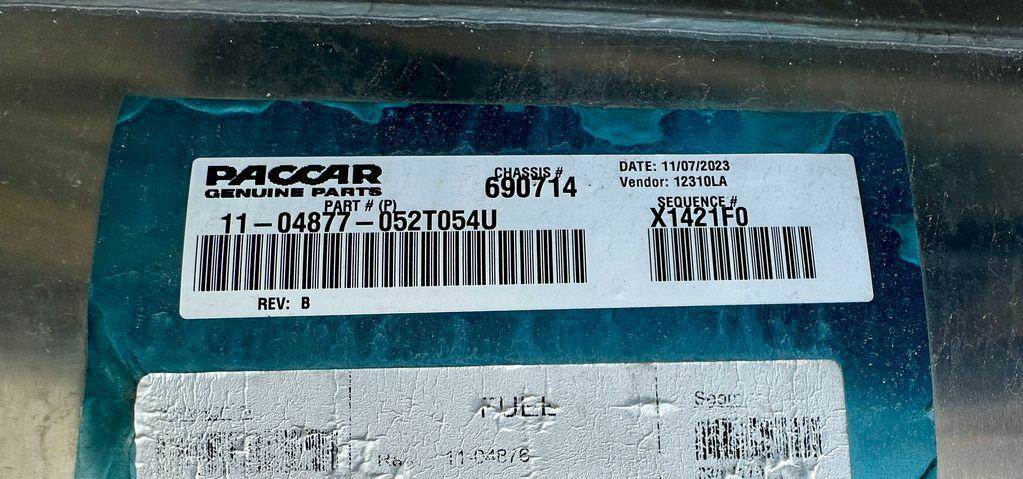 PACCAR
GENUINE PARTS
CHASSIS #
690714
DATE: 11/07/2023
Vendor: 12310LA
PART # (P)
11-04877-052T054U
SEQUENCE #
X1421F0
REV: B
FUEL
11-04876